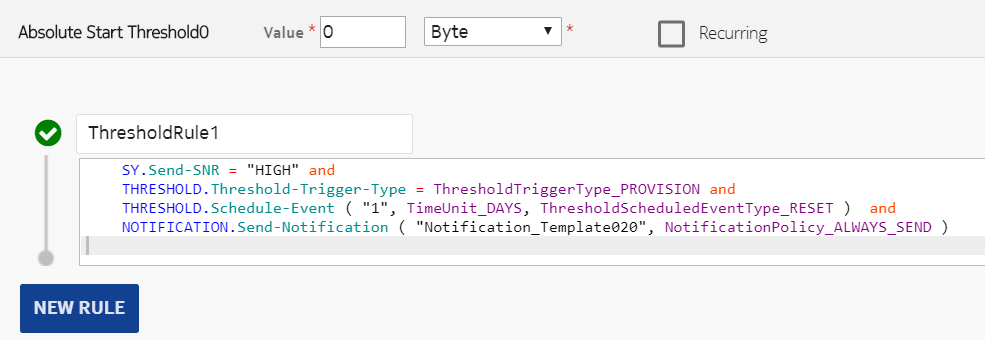 Absolute Start Threshold0 Value * 0 Byte * Recurring
ThresholdRule1
SY.Send-SNR = "HIGH" and
THRESHOLD.Threshold-Trigger-Type = ThresholdTriggerType_PROVISION and
THRESHOLD.Schedule-Event ( "1", TimeUnit_DAYS, ThresholdScheduledEventType_RESET )  and
NOTIFICATION.Send-Notification ( "Notification_Template020", NotificationPolicy_ALWAYS_SEND )
NEW RULE